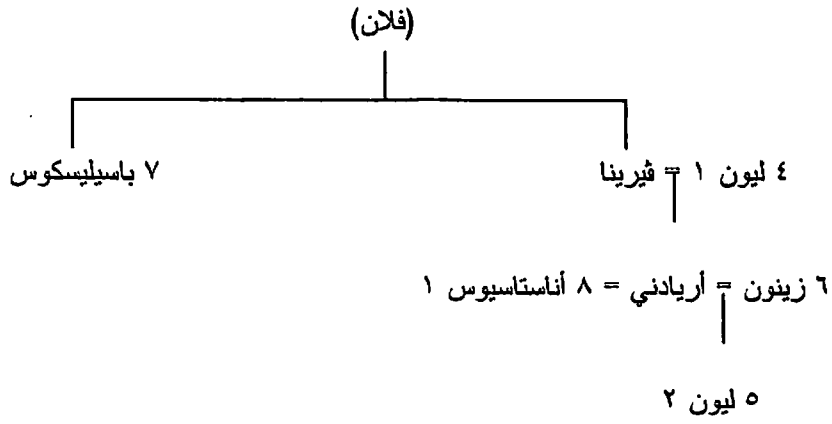 (فلان)
٤ ليون ١ = ڤيرينا
٧ باسيليسكوس
٦ زينون = أريادني = ٨ أناستاسيوس ١
٥ ليون ٢